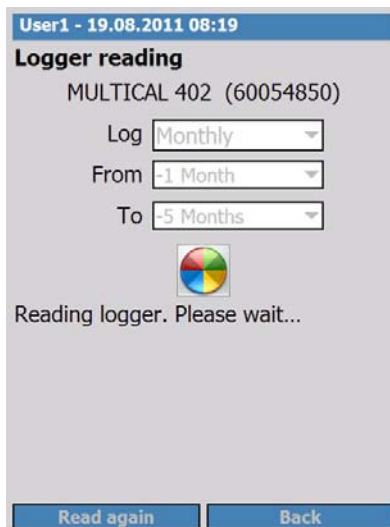 User1 - 19.08.2011 08:19
Logger reading
MULTICAL 402 (60054850)
Log Monthly
From -1 Month
To -5 Months
Reading logger. Please wait...
Read again Back